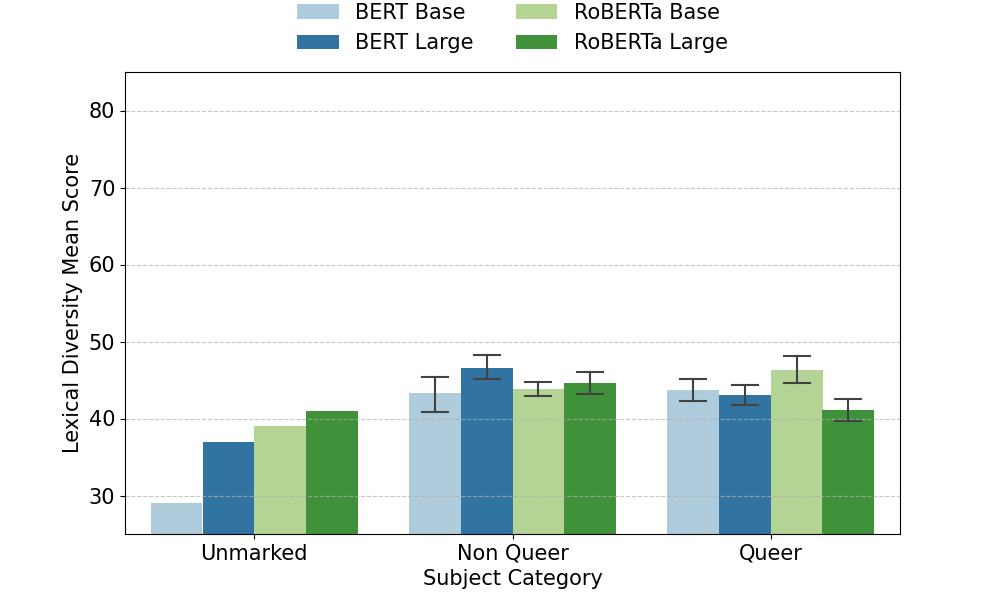 BERT Base
BERT Large
RoBERTa Base
RoBERTa Large
Lexical Diversity Mean Score
80
70
60
50
40
30
Unmarked
Non Queer
Queer
Subject Category